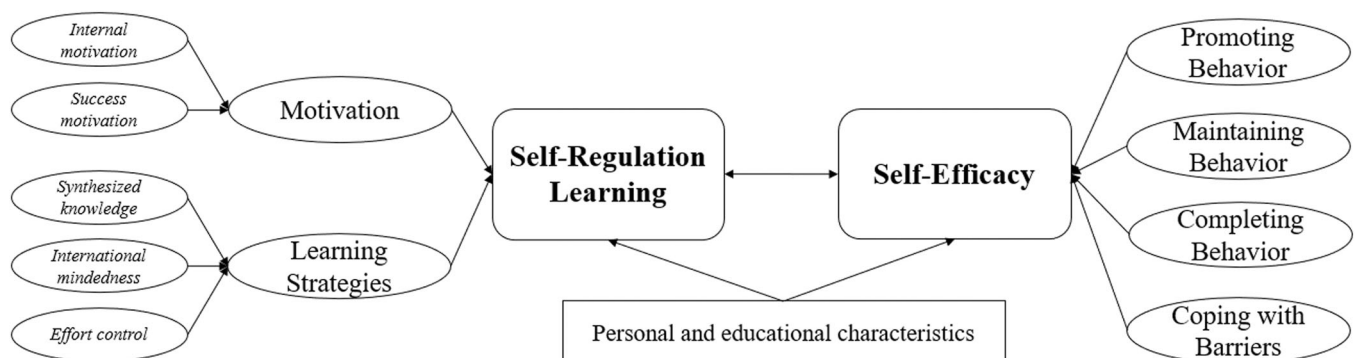 Internal
motivation
Success
motivation
Motivation
Synthesized
knowledge
International
mindedness
Effort control
Learning
Strategies
Self-Regulation
Learning
Self-Efficacy
Personal and educational characteristics
Promoting
Behavior
Maintaining
Behavior
Completing
Behavior
Coping with
Barriers